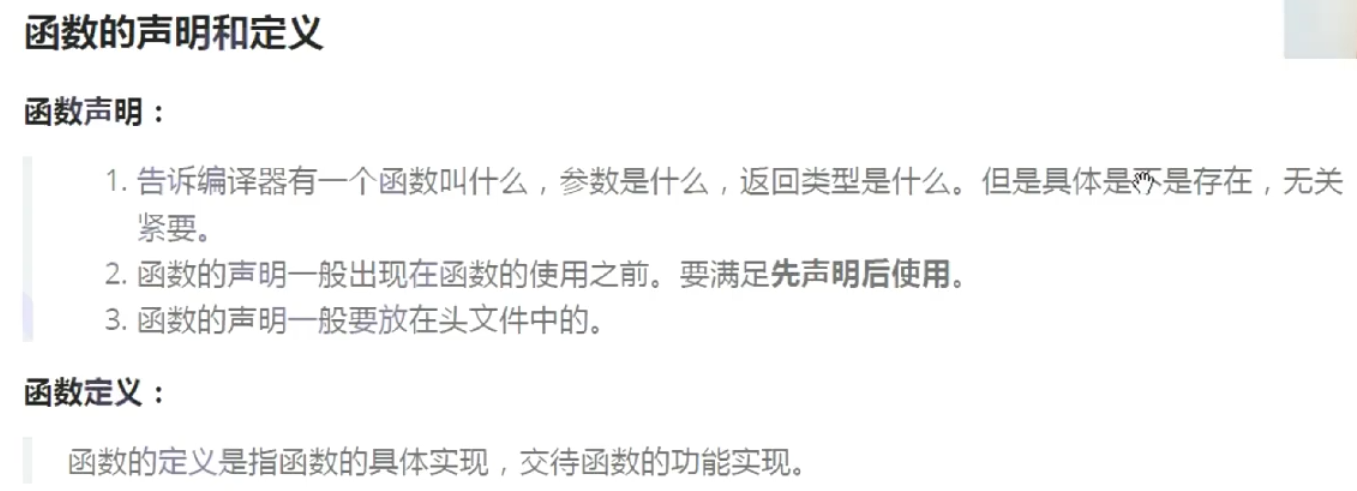 函数的声明和定义
函数声明：
1. 告诉编译器有一个函数叫什么，参数是什么，返回类型是什么。但是具体是不是存在，无关
紧要。
2. 函数的声明一般出现在函数的使用之前。要满足先声明后使用。
3. 函数的声明一般要放在头文件中的。
函数定义：
函数的定义是指函数的具体实现，交待函数的功能实现。